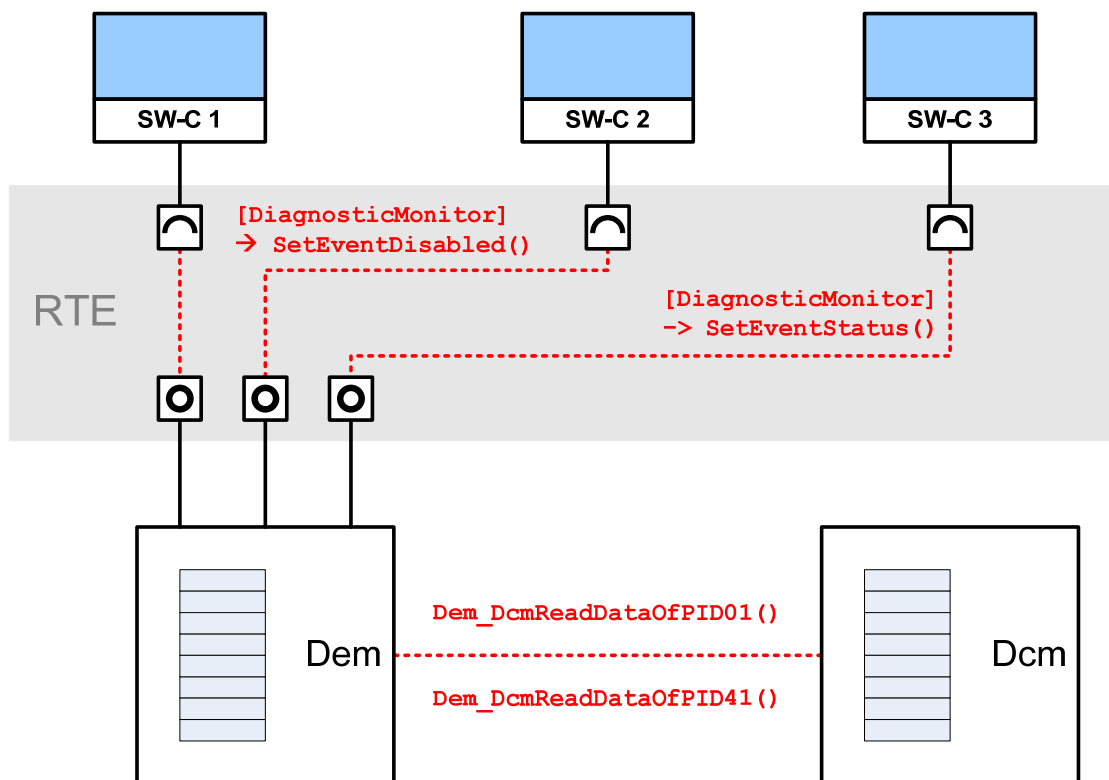 SW-C 1
SW-C 2
SW-C 3
[DiagnosticMonitor]
→ SetEventDisabled()
RTE
[DiagnosticMonitor]
–> SetEventStatus()
Dem_DcmReadDataOfPID01()
Dem
Dcm
Dem_DcmReadDataOfPID41()